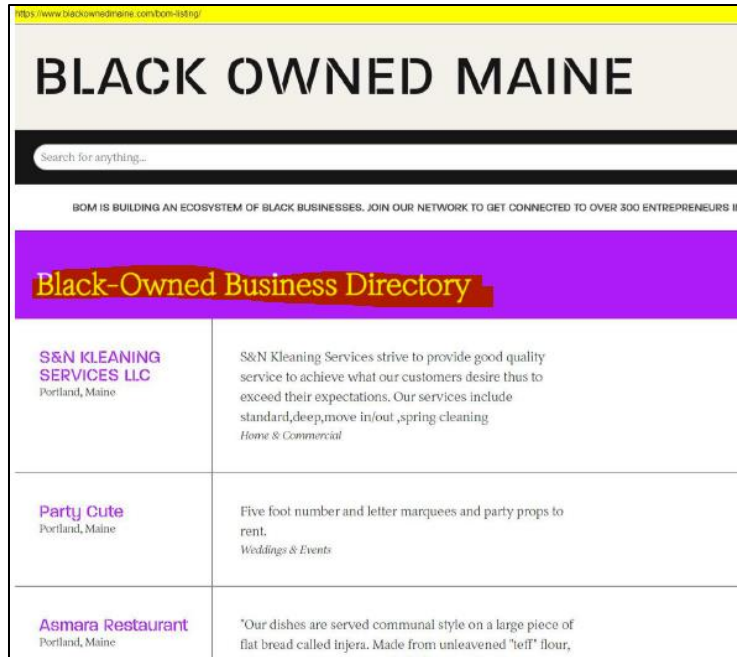 https://www.blackownedmaine.com/bom-listing/
BLACK OWNED MAINE
Search for anything...
BOM IS BUILDING AN ECOSYSTEM OF BLACK BUSINESSES. JOIN OUR NETWORK TO GET CONNECTED TO OVER 300 ENTREPRENEURS
Black-Owned Business Directory
S&N KLEANING
SERVICES LLC
Portland, Maine
S&N Kleaning Services strive to provide good quality
service to achieve what our customers desire thus to
exceed their expectations. Our services include
standard,deep,move in/out ,spring cleaning
Home & Commercial
Party Cute
Portland, Maine
Five foot number and letter marquees and party props to
rent.
Weddings & Events
Asmara Restaurant
Portland, Maine
"Our dishes are served communal style on a large piece of
flat bread called injera. Made from unleavened "teff" flour,